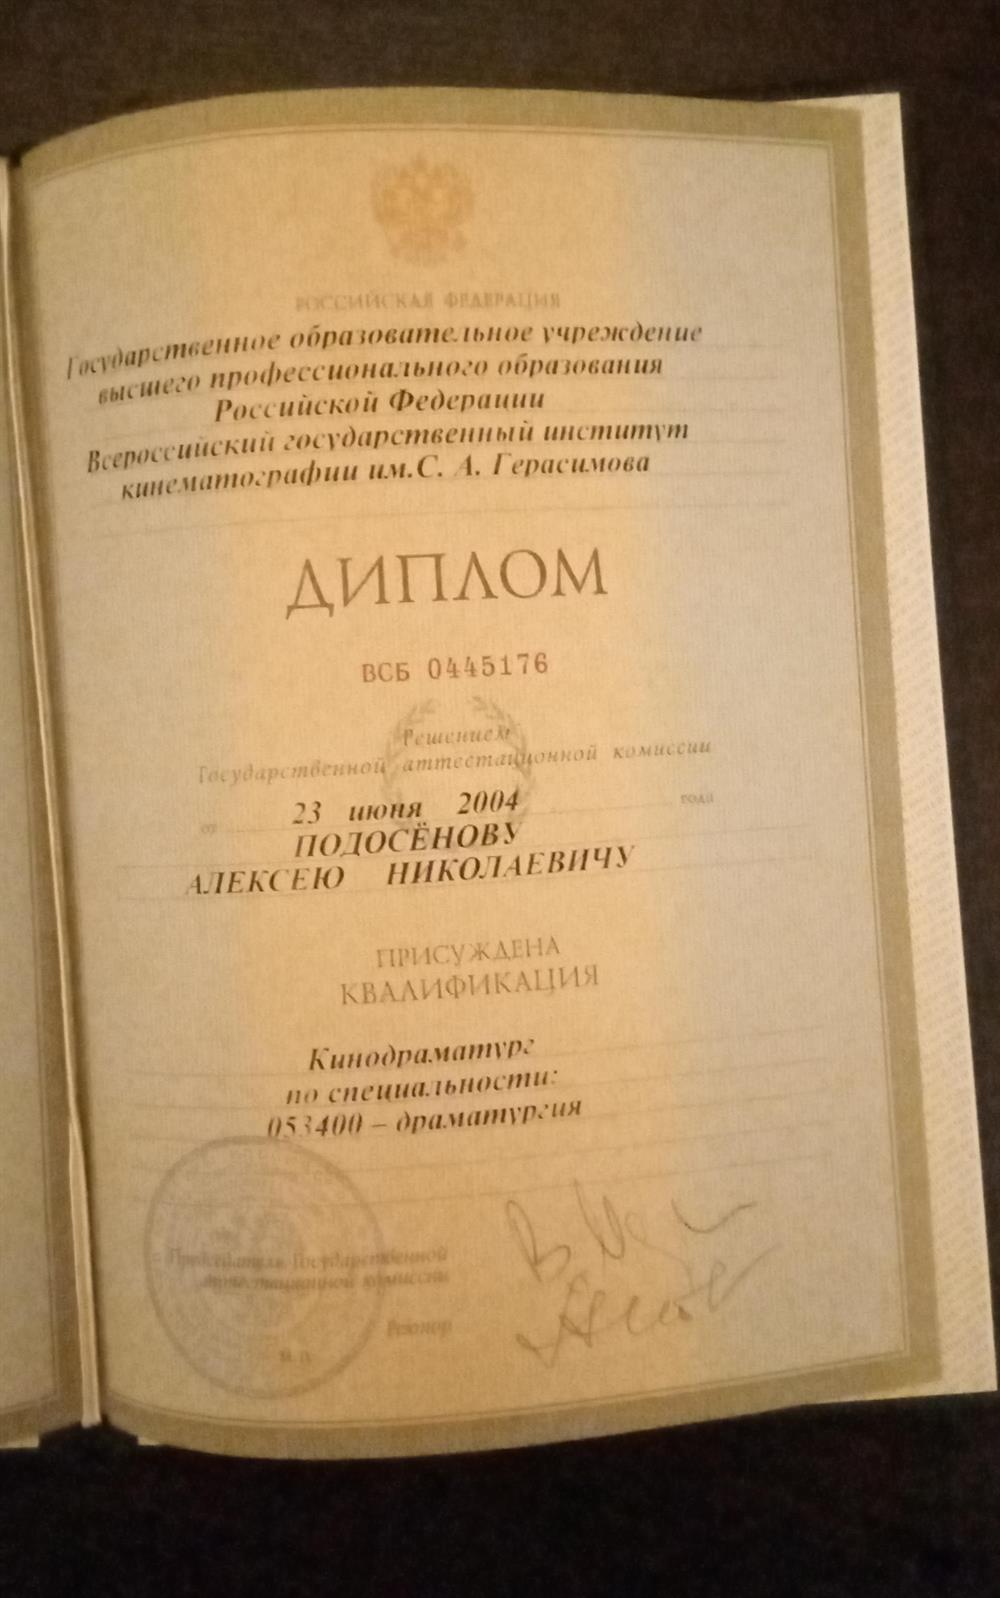 РОССИЙСКАЯ ФЕДЕРАЦИЯ
Государственное образовательное учреждение
высшего профессионального образования
Российской Федерации
Всероссийский государственный институт
кинематографии им.С. А. Герасимова
ДИПЛОМ
ВСБ 0445176
Решением
Государственной аттестационной комиссии
от 23 июня 2004 года
ПОДОСЁНОВУ
АЛЕКСЕЮ НИКОЛАЕВИЧУ
ПРИСУЖДЕНА
КВАЛИФИКАЦИЯ
Кинодраматург
по специальности:
053400 – драматургия
Председатель Государственной
аттестационной комиссии
Ректор
М.П.